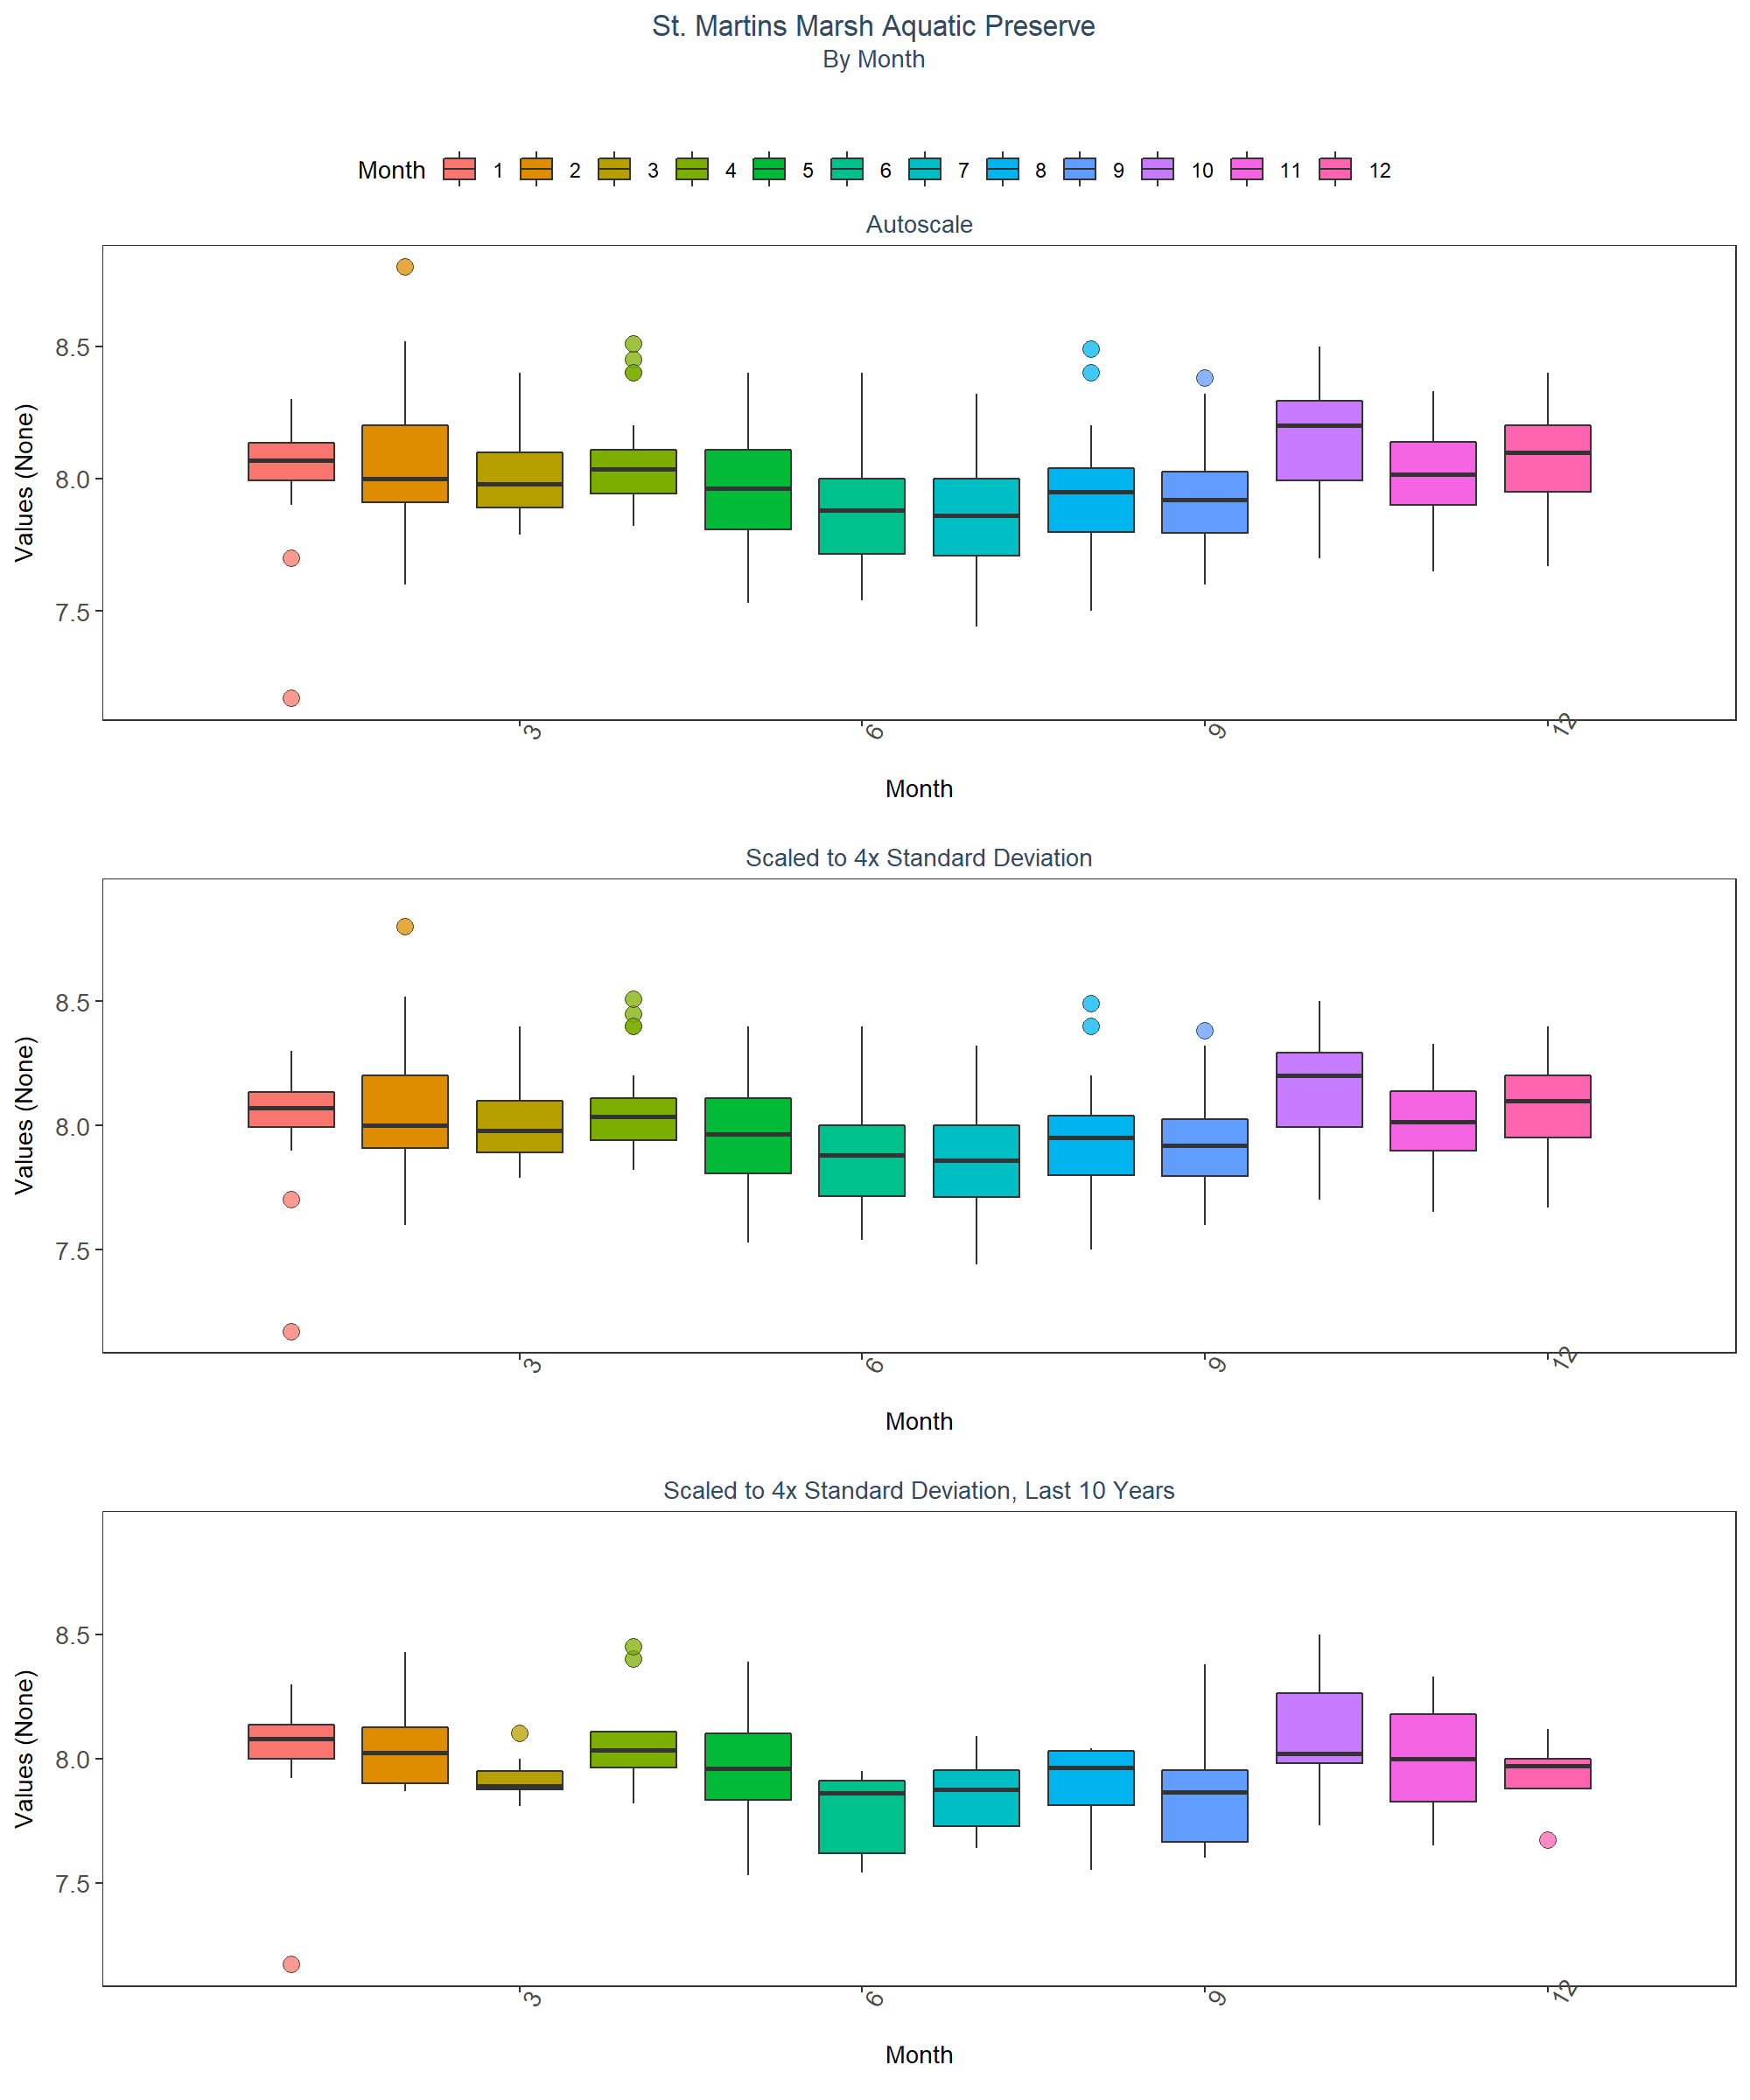 St. Martins Marsh Aquatic Preserve
By Month
Month 1 2 3 4 5 6 7 8 9 10 11 12
Autoscale
Values (None)
8.5
8.0
7.5
3 6 9 12
Month
Scaled to 4x Standard Deviation
Values (None)
8.5
8.0
7.5
3 6 9 12
Month
Scaled to 4x Standard Deviation, Last 10 Years
Values (None)
8.5
8.0
7.5
3 6 9 12
Month